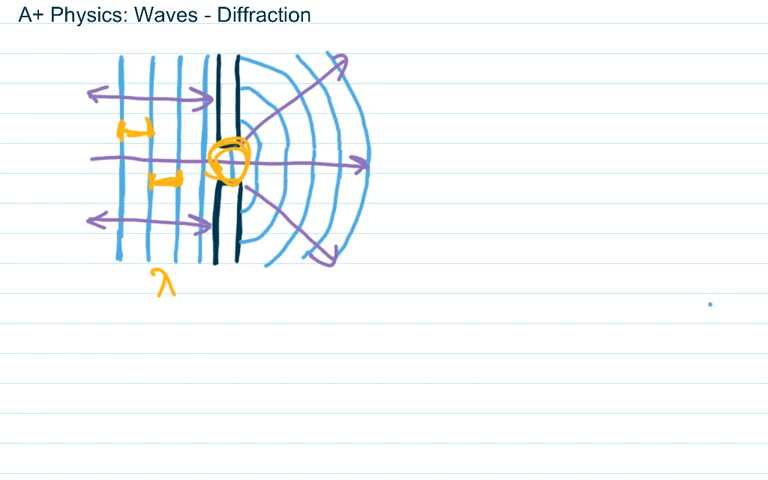 A+ Physics: Waves - Diffraction
λ